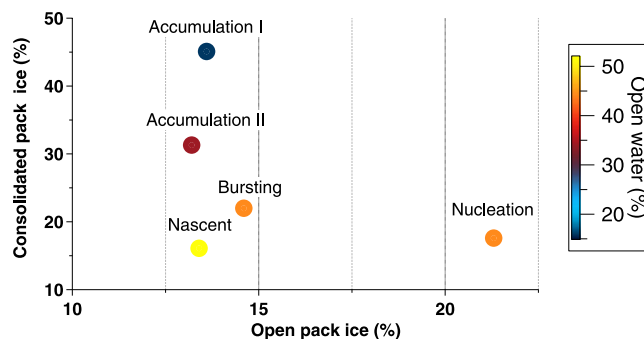 50
40
30
20
10
Consolidated pack ice (%)
Accumulation I
Accumulation II
Bursting
Nascent
Nucleation
10
15
20
Open pack ice (%)
50
40
30
20
Open water (%)